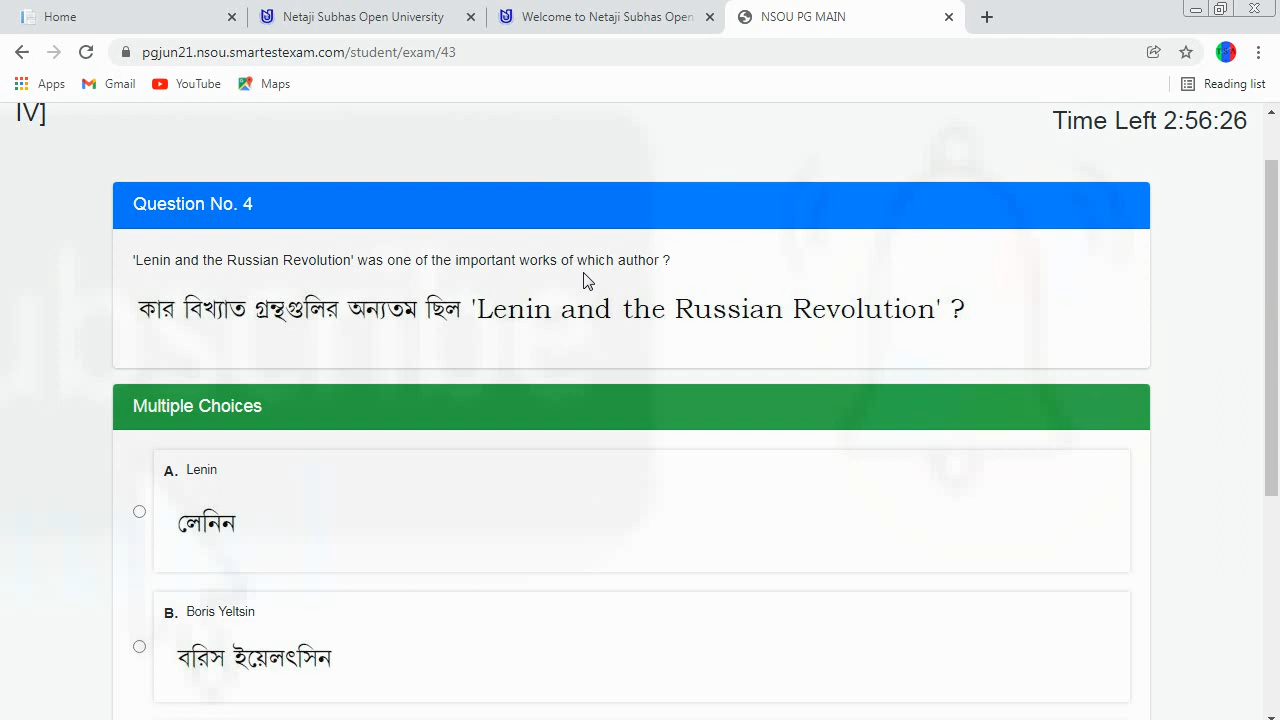 Home
Netaji Subhas Open University
Welcome to Netaji Subhas Open
NSOU PG MAIN
pgjun21.nsou.smartestexam.com/student/exam/43
Apps
Gmail
YouTube
Maps
Reading list
IV]
Time Left 2:56:26
Question No. 4
'Lenin and the Russian Revolution' was one of the important works of which author ?
কার বিখ্যাত গ্রন্থগুলির অন্যতম ছিল 'Lenin and the Russian Revolution' ?
Multiple Choices
A. Lenin
লেনিন
B. Boris Yeltsin
বরিস ইয়েলৎসিন